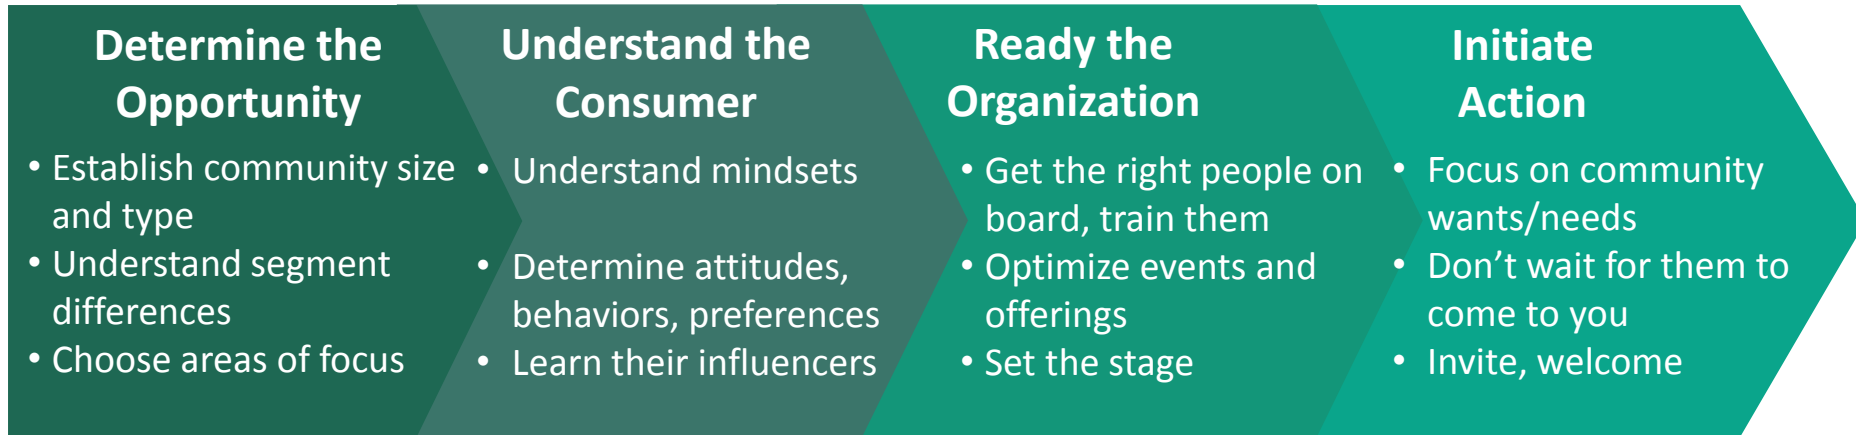 Determine the
Opportunity
• Establish community size
and type
• Understand segment
differences
• Choose areas of focus
Understand the
Consumer
• Understand mindsets
• Determine attitudes,
behaviors, preferences
• Learn their influencers
Ready the
Organization
• Get the right people on
board, train them
• Optimize events and
offerings
• Set the stage
Initiate
Action
• Focus on community
wants/needs
• Don’t wait for them to
come to you
• Invite, welcome